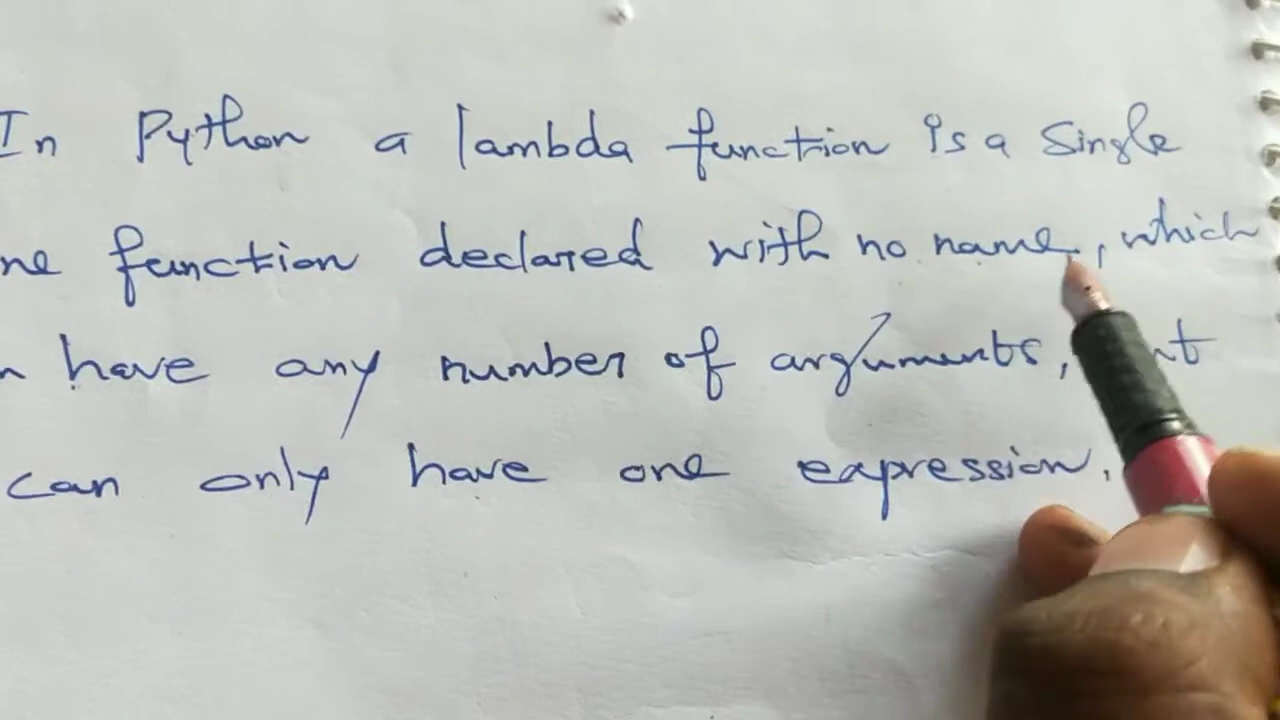 In Python a lambda function is a Single
ne function declared with no name, which
n have any number of arguments,
can only have one expression.